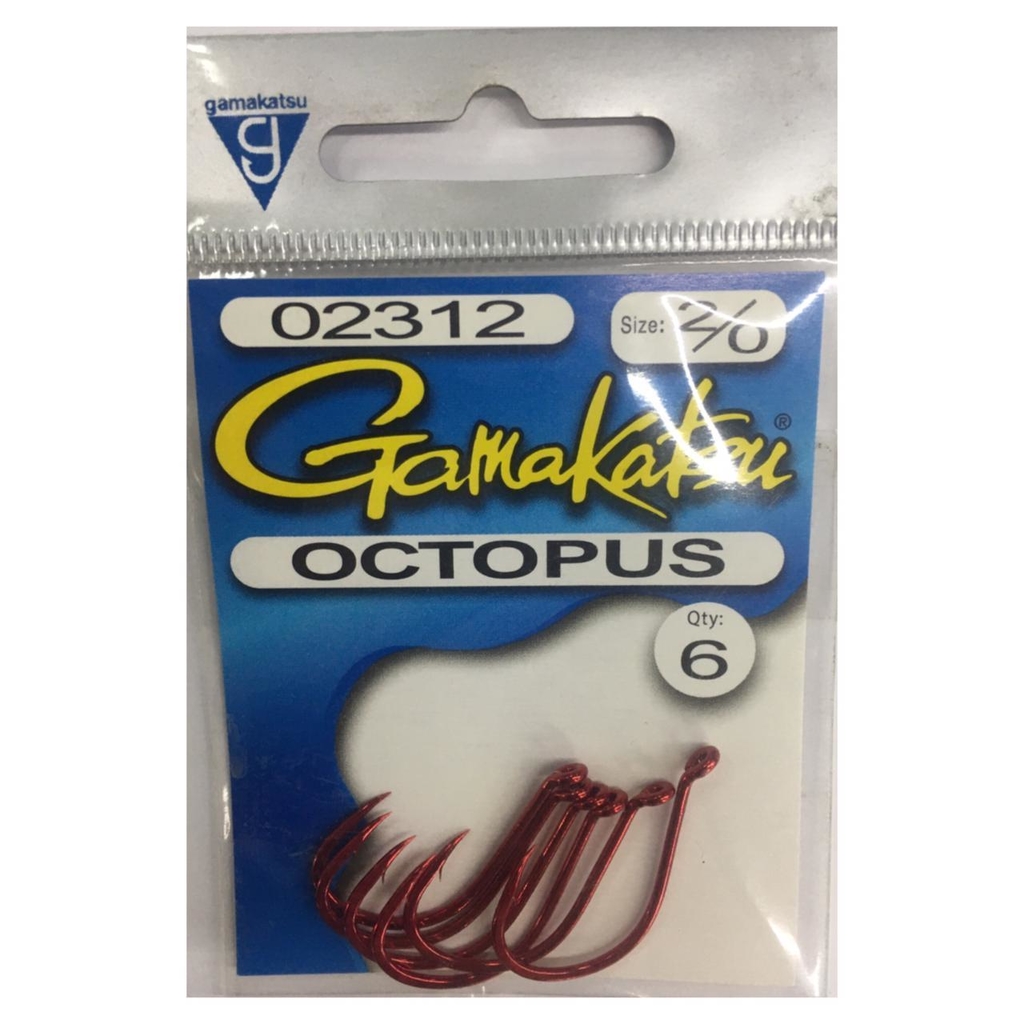 gamakatsu
g
02312
Size: 2/0
Gamakatsu®
OCTOPUS
Qty:
6